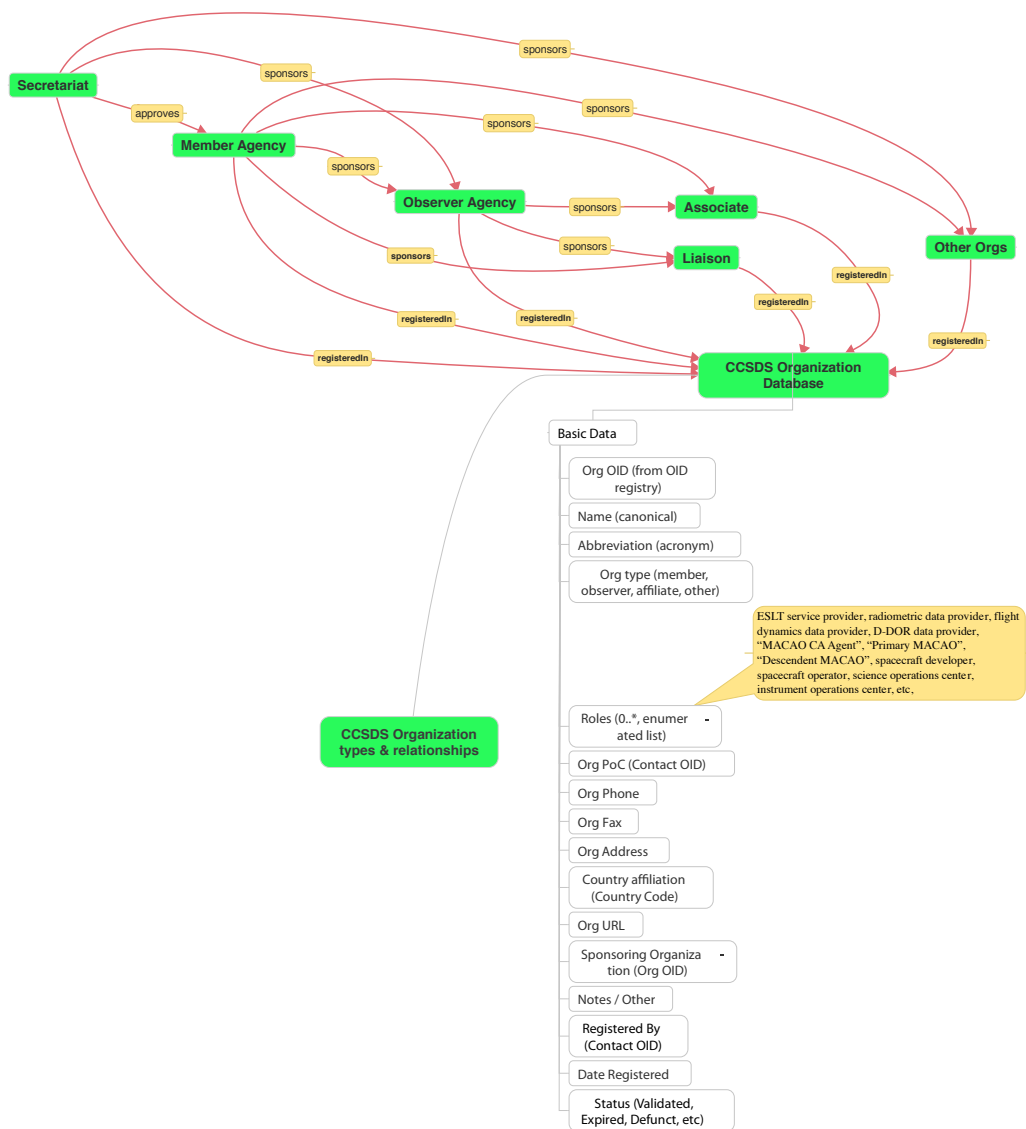 sponsors
sponsors
Secretariat
approves
sponsors
sponsors
Member Agency
sponsors
Observer Agency
sponsors
Associate
sponsors
Other Orgs
sponsors
Liaison
registeredIn
registeredIn
registeredIn
registeredIn
registeredIn
registeredIn
CCSDS Organization
Database
Basic Data
Org OID (from OID
registry)
Name (canonical)
Abbreviation (acronym)
Org type (member,
observer, affiliate, other)
ESLT service provider, radiometric data provider, flight
dynamics data provider, D-DOR data provider,
“MACAO CA Agent”, “Primary MACAO”,
“Descendent MACAO”, spacecraft developer,
spacecraft operator, science operations center,
instrument operations center, etc,
Roles (0..*, enumer -
ated list)
CCSDS Organization
types & relationships
Org PoC (Contact OID)
Org Phone
Org Fax
Org Address
Country affiliation
(Country Code)
Org URL
Sponsoring Organiza -
tion (Org OID)
Notes / Other
Registered By
(Contact OID)
Date Registered
Status (Validated,
Expired, Defunct, etc)